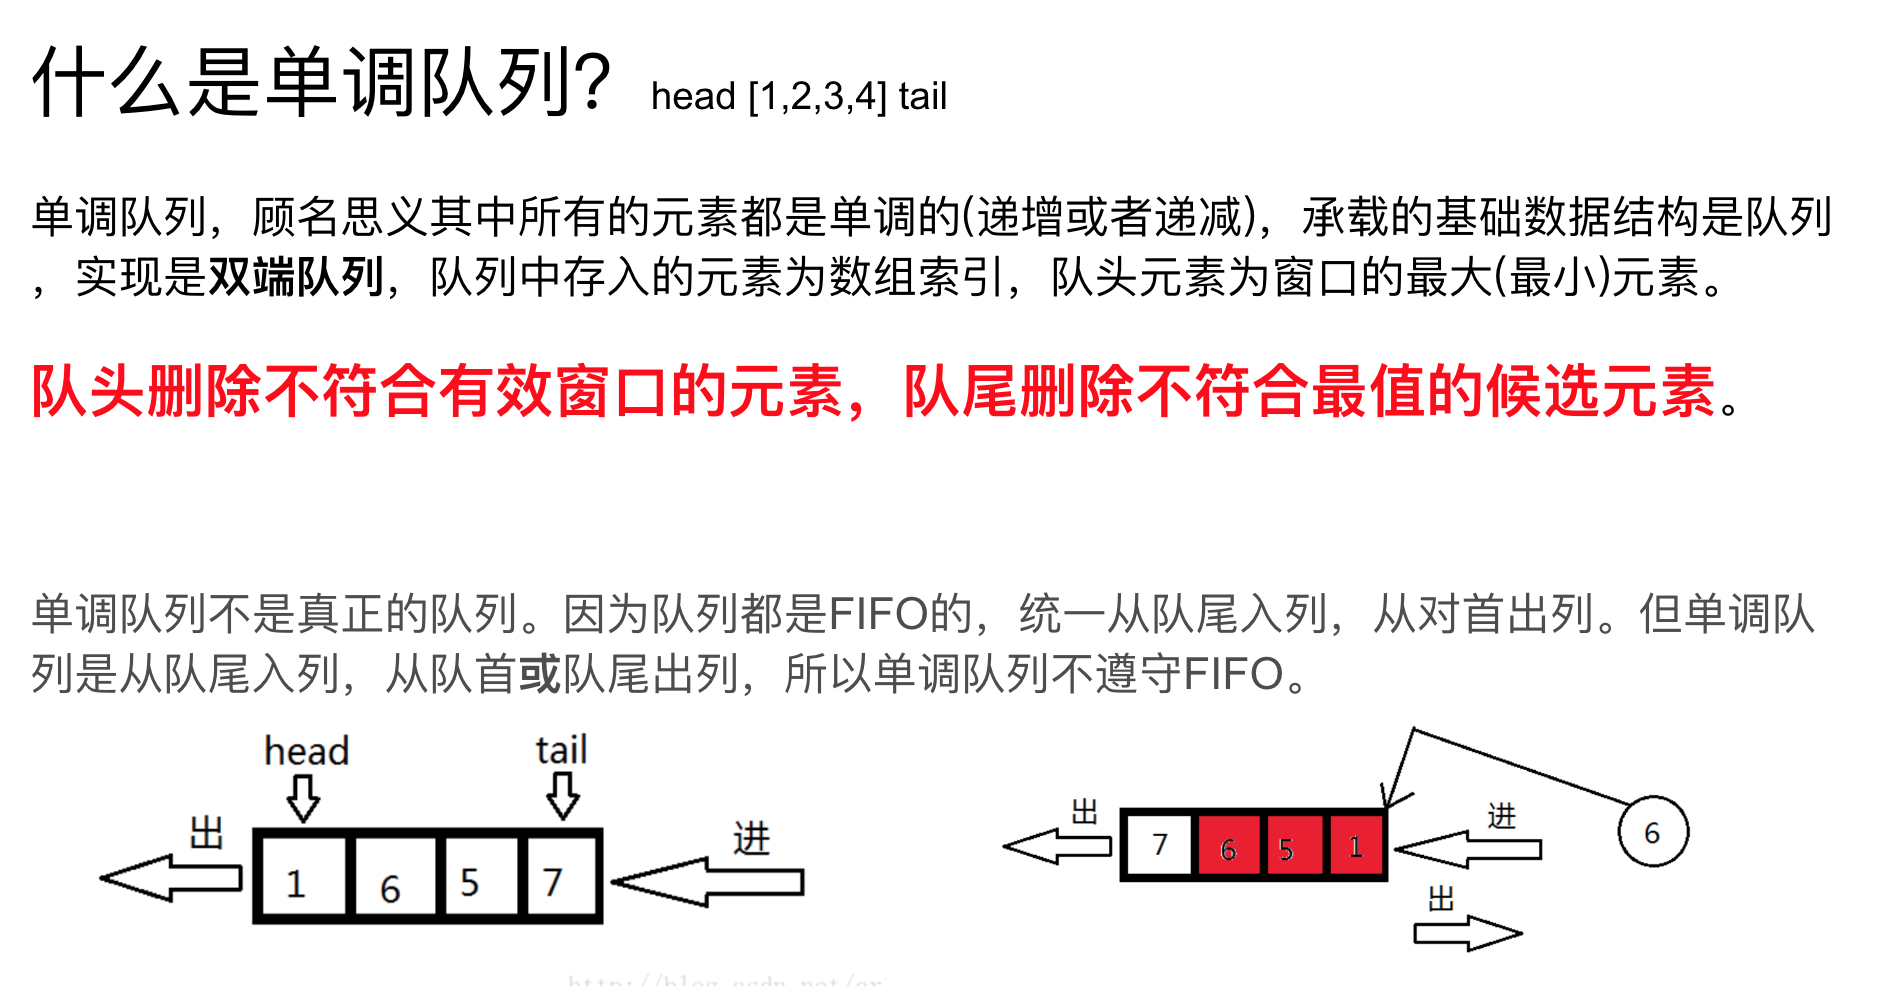 什么是单调队列? head [1,2,3,4] tail
单调队列，顾名思义其中所有的元素都是单调的(递增或者递减)，承载的基础数据结构是队列
，实现是双端队列，队列中存入的元素为数组索引，队头元素为窗口的最大(最小)元素。
队头删除不符合有效窗口的元素，队尾删除不符合最值的候选元素。
单调队列不是真正的队列。因为队列都是FIFO的，统一从队尾入列，从对首出列。但单调队
列是从队尾入列，从队首或队尾出列，所以单调队列不遵守FIFO。
head tail
出 1 6 5 7 进
出 7 6 5 1 进 6
出